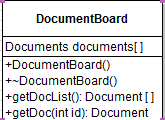 DocumentBoard
Documents documents[ ]
+DocumentBoard()
+~DocumentBoard()
+getDocList(): Document [ ]
+getDoc(int id): Document